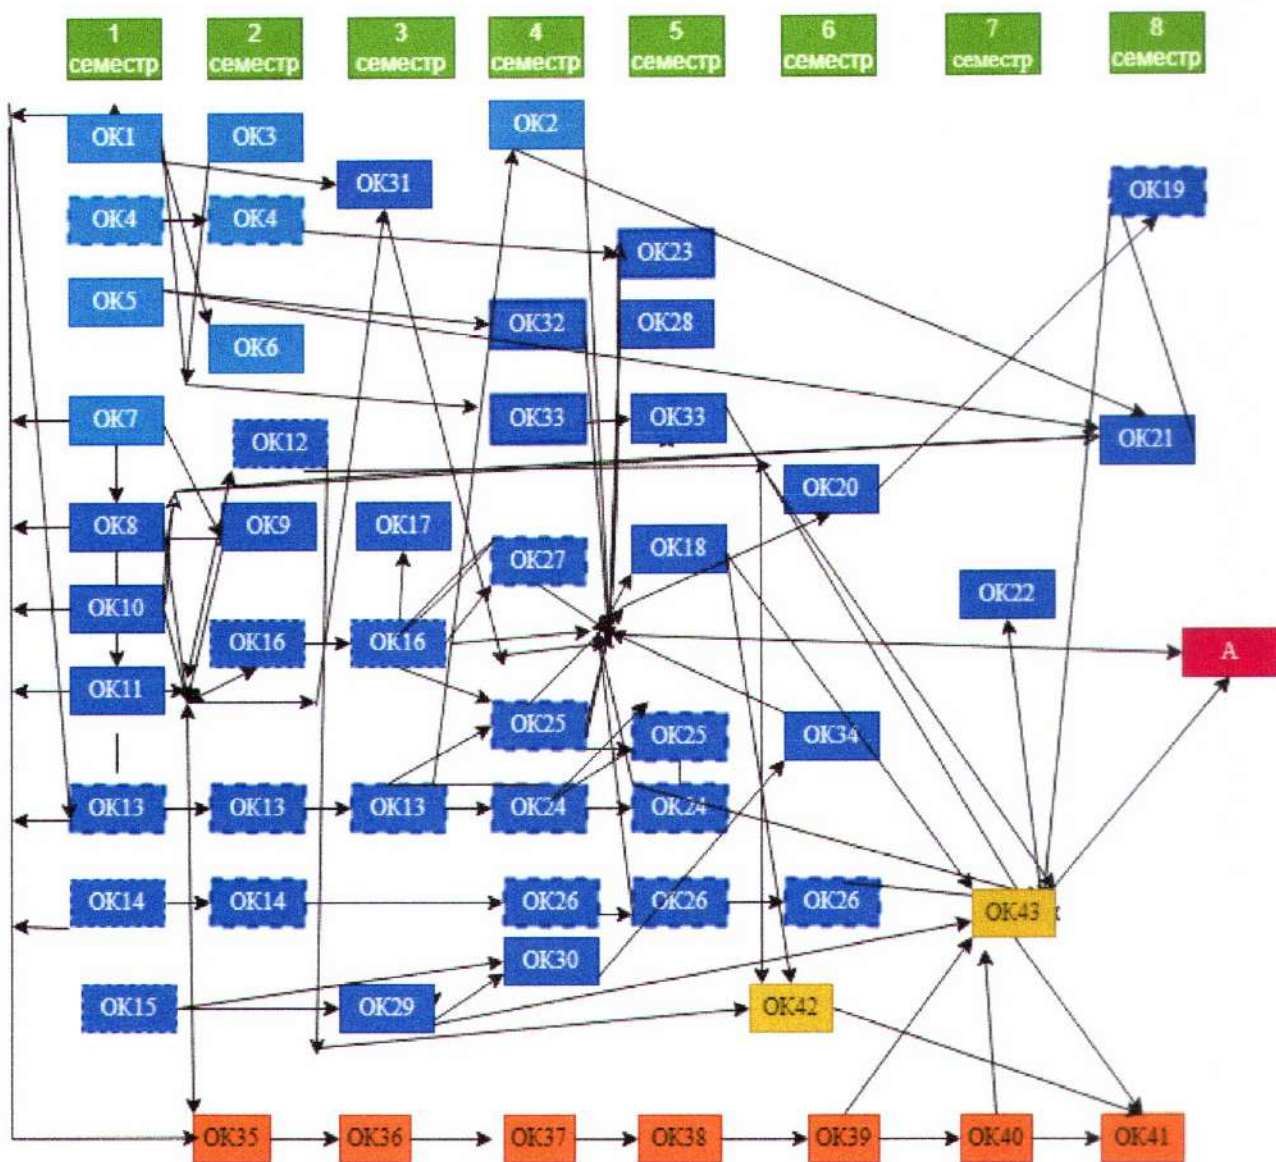 1 семестр
2 семестр
3 семестр
4 семестр
5 семестр
6 семестр
7 семестр
8 семестр
ОК1
ОК3
ОК2
ОК31
ОК19
ОК4
ОК4
ОК23
ОК5
ОК32
ОК28
ОК6
ОК7
ОК33
ОК33
ОК12
ОК21
ОК20
ОК8
ОК9
ОК17
ОК27
ОК18
ОК10
ОК22
ОК16
ОК16
А
ОК11
ОК25
ОК25
ОК34
ОК13
ОК13
ОК13
ОК24
ОК24
ОК14
ОК14
ОК26
ОК26
ОК26
ОК43
ОК30
ОК15
ОК29
ОК42
ОК35
ОК36
ОК37
ОК38
ОК39
ОК40
ОК41